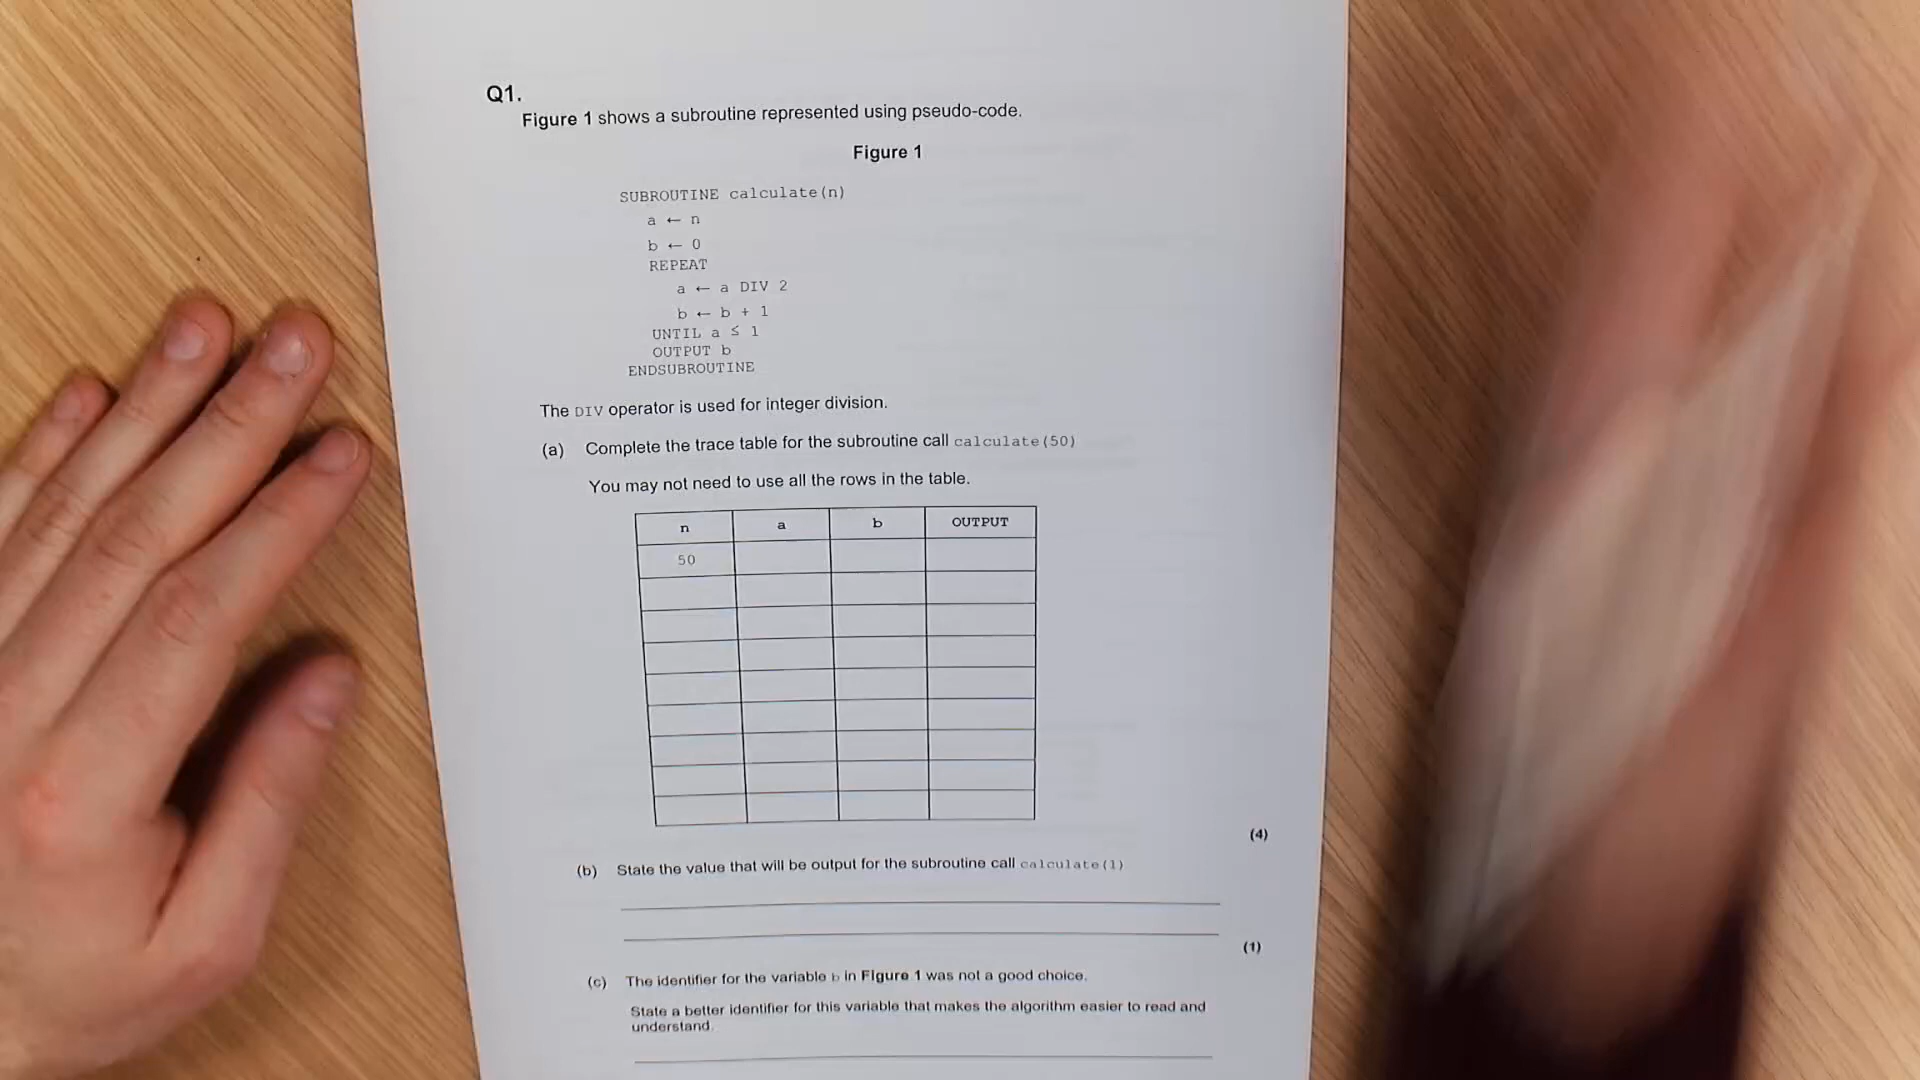 Q1.
Figure 1 shows a subroutine represented using pseudo-code.
Figure 1
SUBROUTINE calculate(n)
a ← n
b ← 0
REPEAT
a ← a DIV 2
b ← b + 1
UNTIL a ≤ 1
OUTPUT b
ENDSUBROUTINE
The DIV operator is used for integer division.
(a) Complete the trace table for the subroutine call calculate(50)
You may not need to use all the rows in the table.
n a b OUTPUT
50
(4)
(b) State the value that will be output for the subroutine call calculate(1)
(1)
(c) The identifier for the variable b in Figure 1 was not a good choice.
State a better identifier for this variable that makes the algorithm easier to read and
understand.